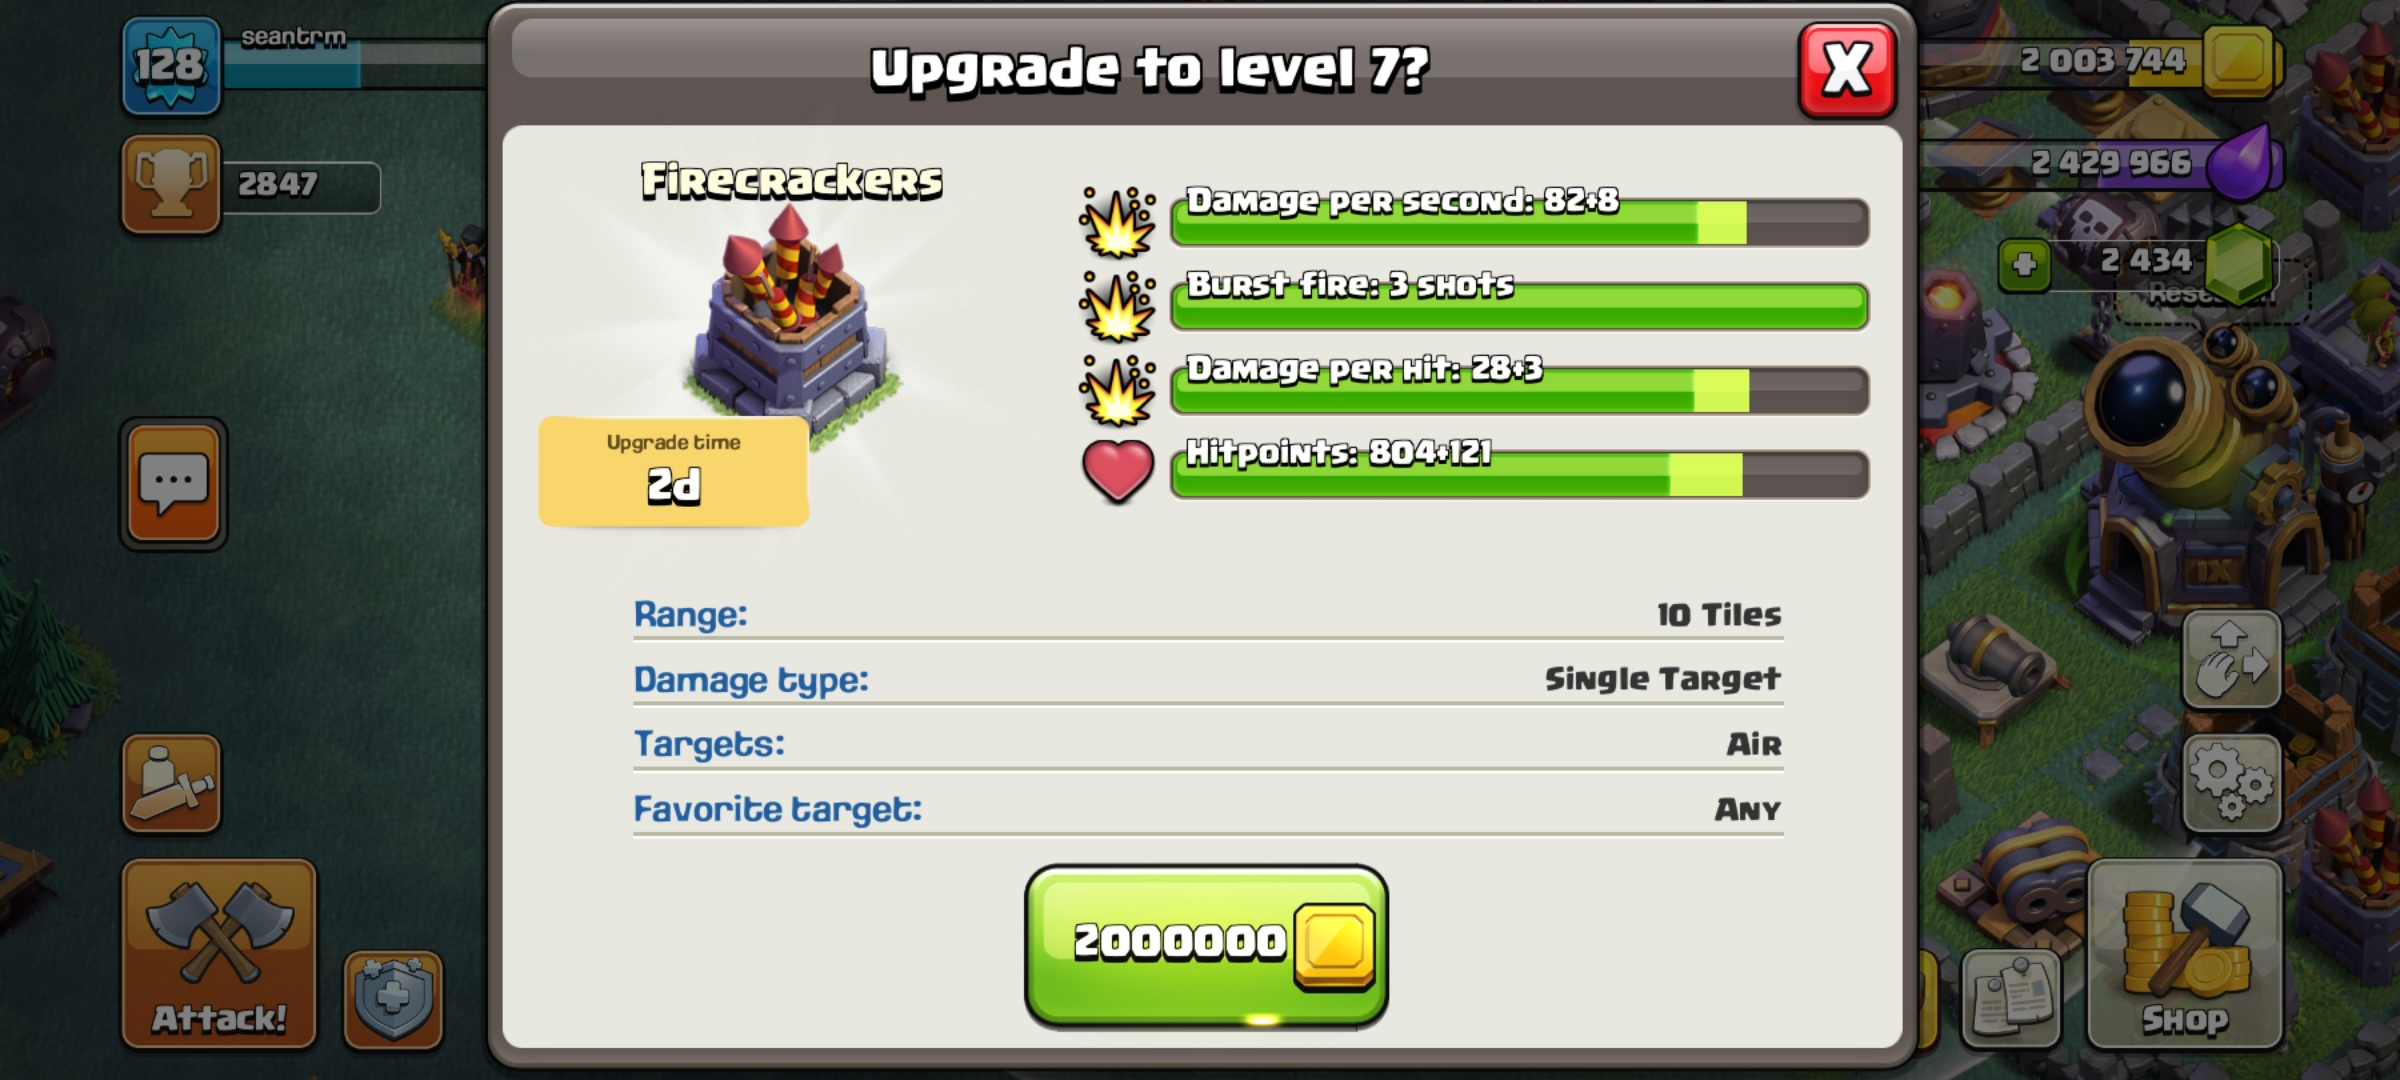 128
seantrm
Upgrade to level 7?
X
2 003 744
2847
Firecrackers
2 429 966
Damage per second: 82+8
Burst fire: 3 shots
2 434
Damage per hit: 28+3
Upgrade time
2d
Hitpoints: 804+121
IX
Range: 10 Tiles
Damage type: Single Target
Targets: Air
Favorite target: Any
2000000
Attack!
Shop